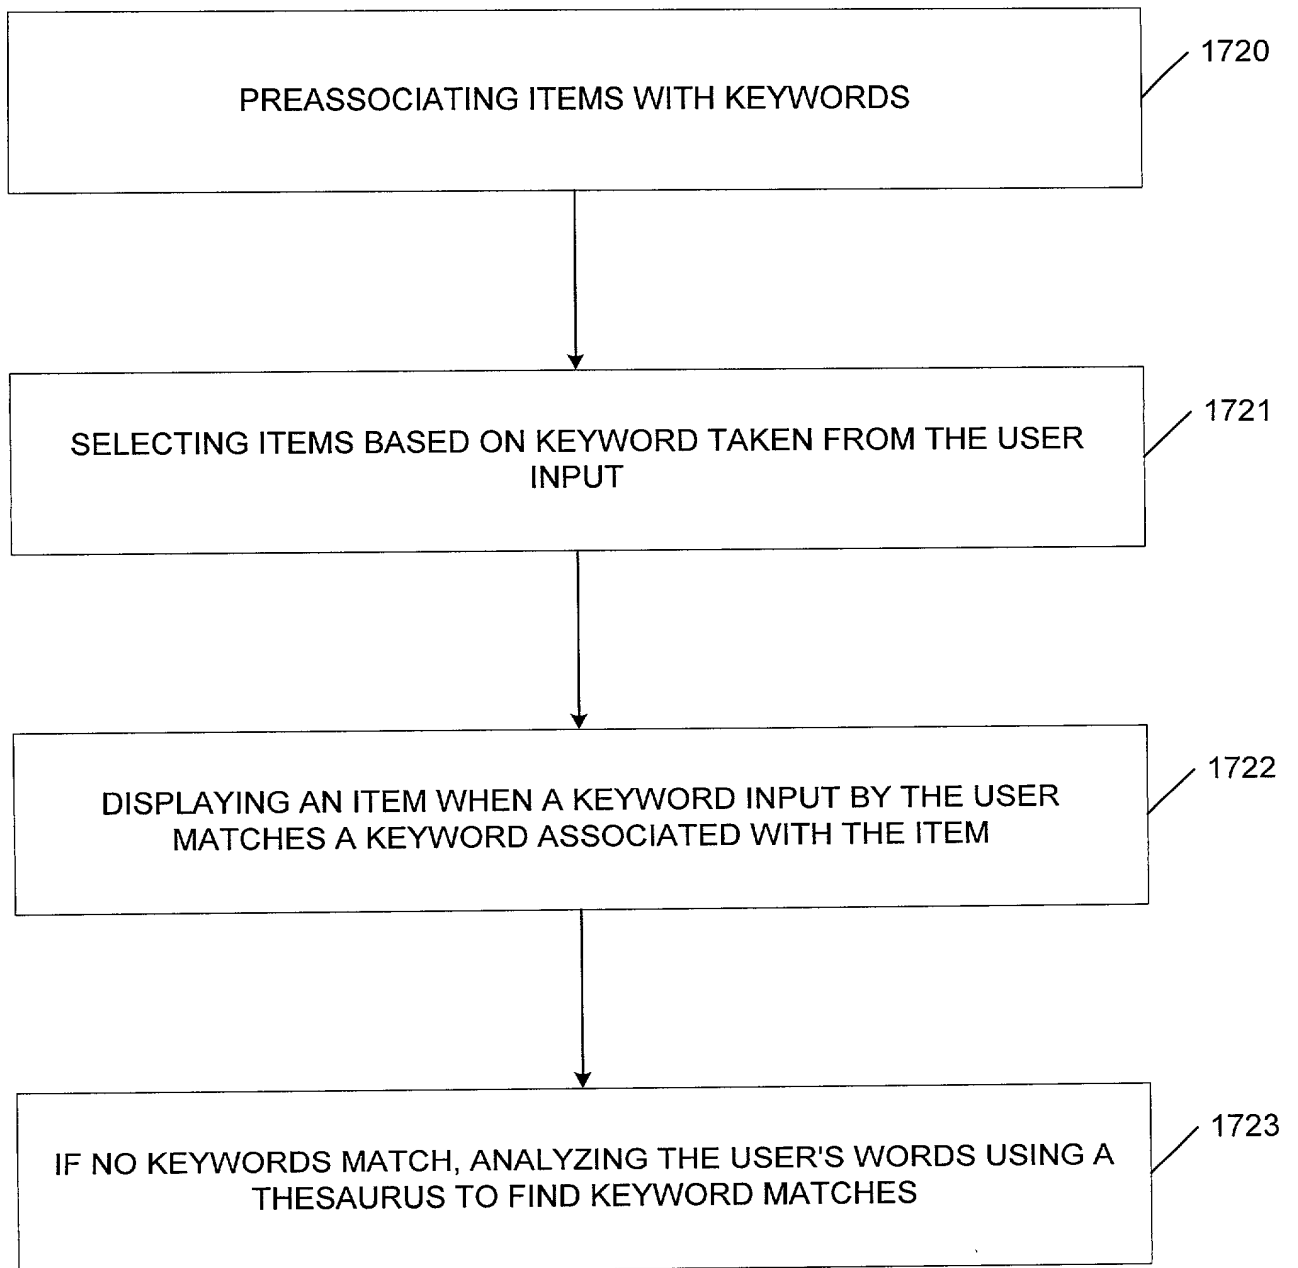 1720
PREASSOCIATING ITEMS WITH KEYWORDS
1721
SELECTING ITEMS BASED ON KEYWORD TAKEN FROM THE USER
INPUT
1722
DISPLAYING AN ITEM WHEN A KEYWORD INPUT BY THE USER
MATCHES A KEYWORD ASSOCIATED WITH THE ITEM
1723
IF NO KEYWORDS MATCH, ANALYZING THE USER'S WORDS USING A
THESAURUS TO FIND KEYWORD MATCHES